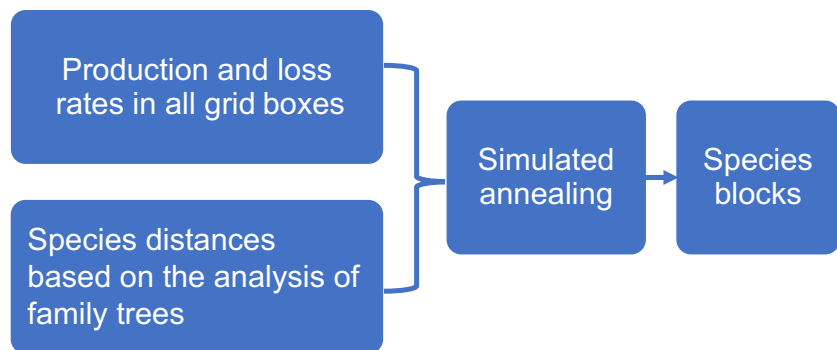 Production and loss
rates in all grid boxes
Species distances
based on the analysis of
family trees
Simulated
annealing
Species
blocks